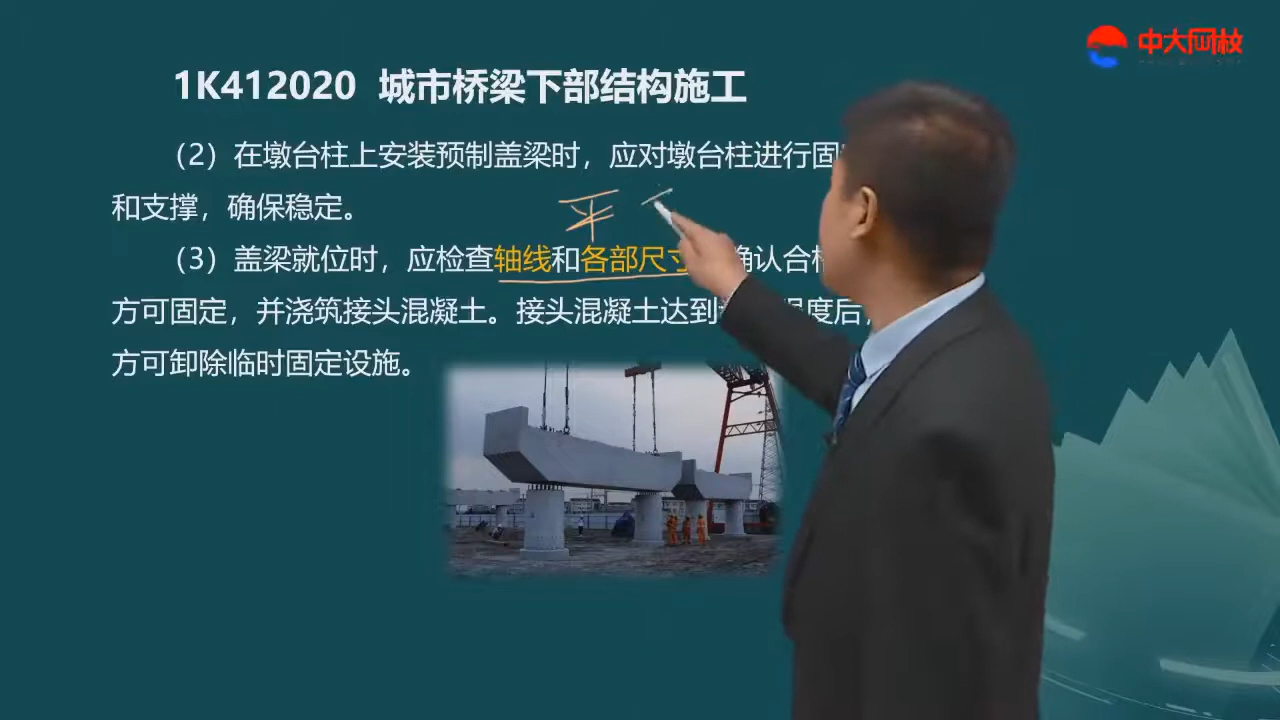 中大网校
1K412020 城市桥梁下部结构施工
（2）在墩台柱上安装预制盖梁时，应对墩台柱进行固
和支撑，确保稳定。
平
（3）盖梁就位时，应检查轴线和各部尺寸 确认合格
方可固定，并浇筑接头混凝土。接头混凝土达到 强度后，
方可卸除临时固定设施。